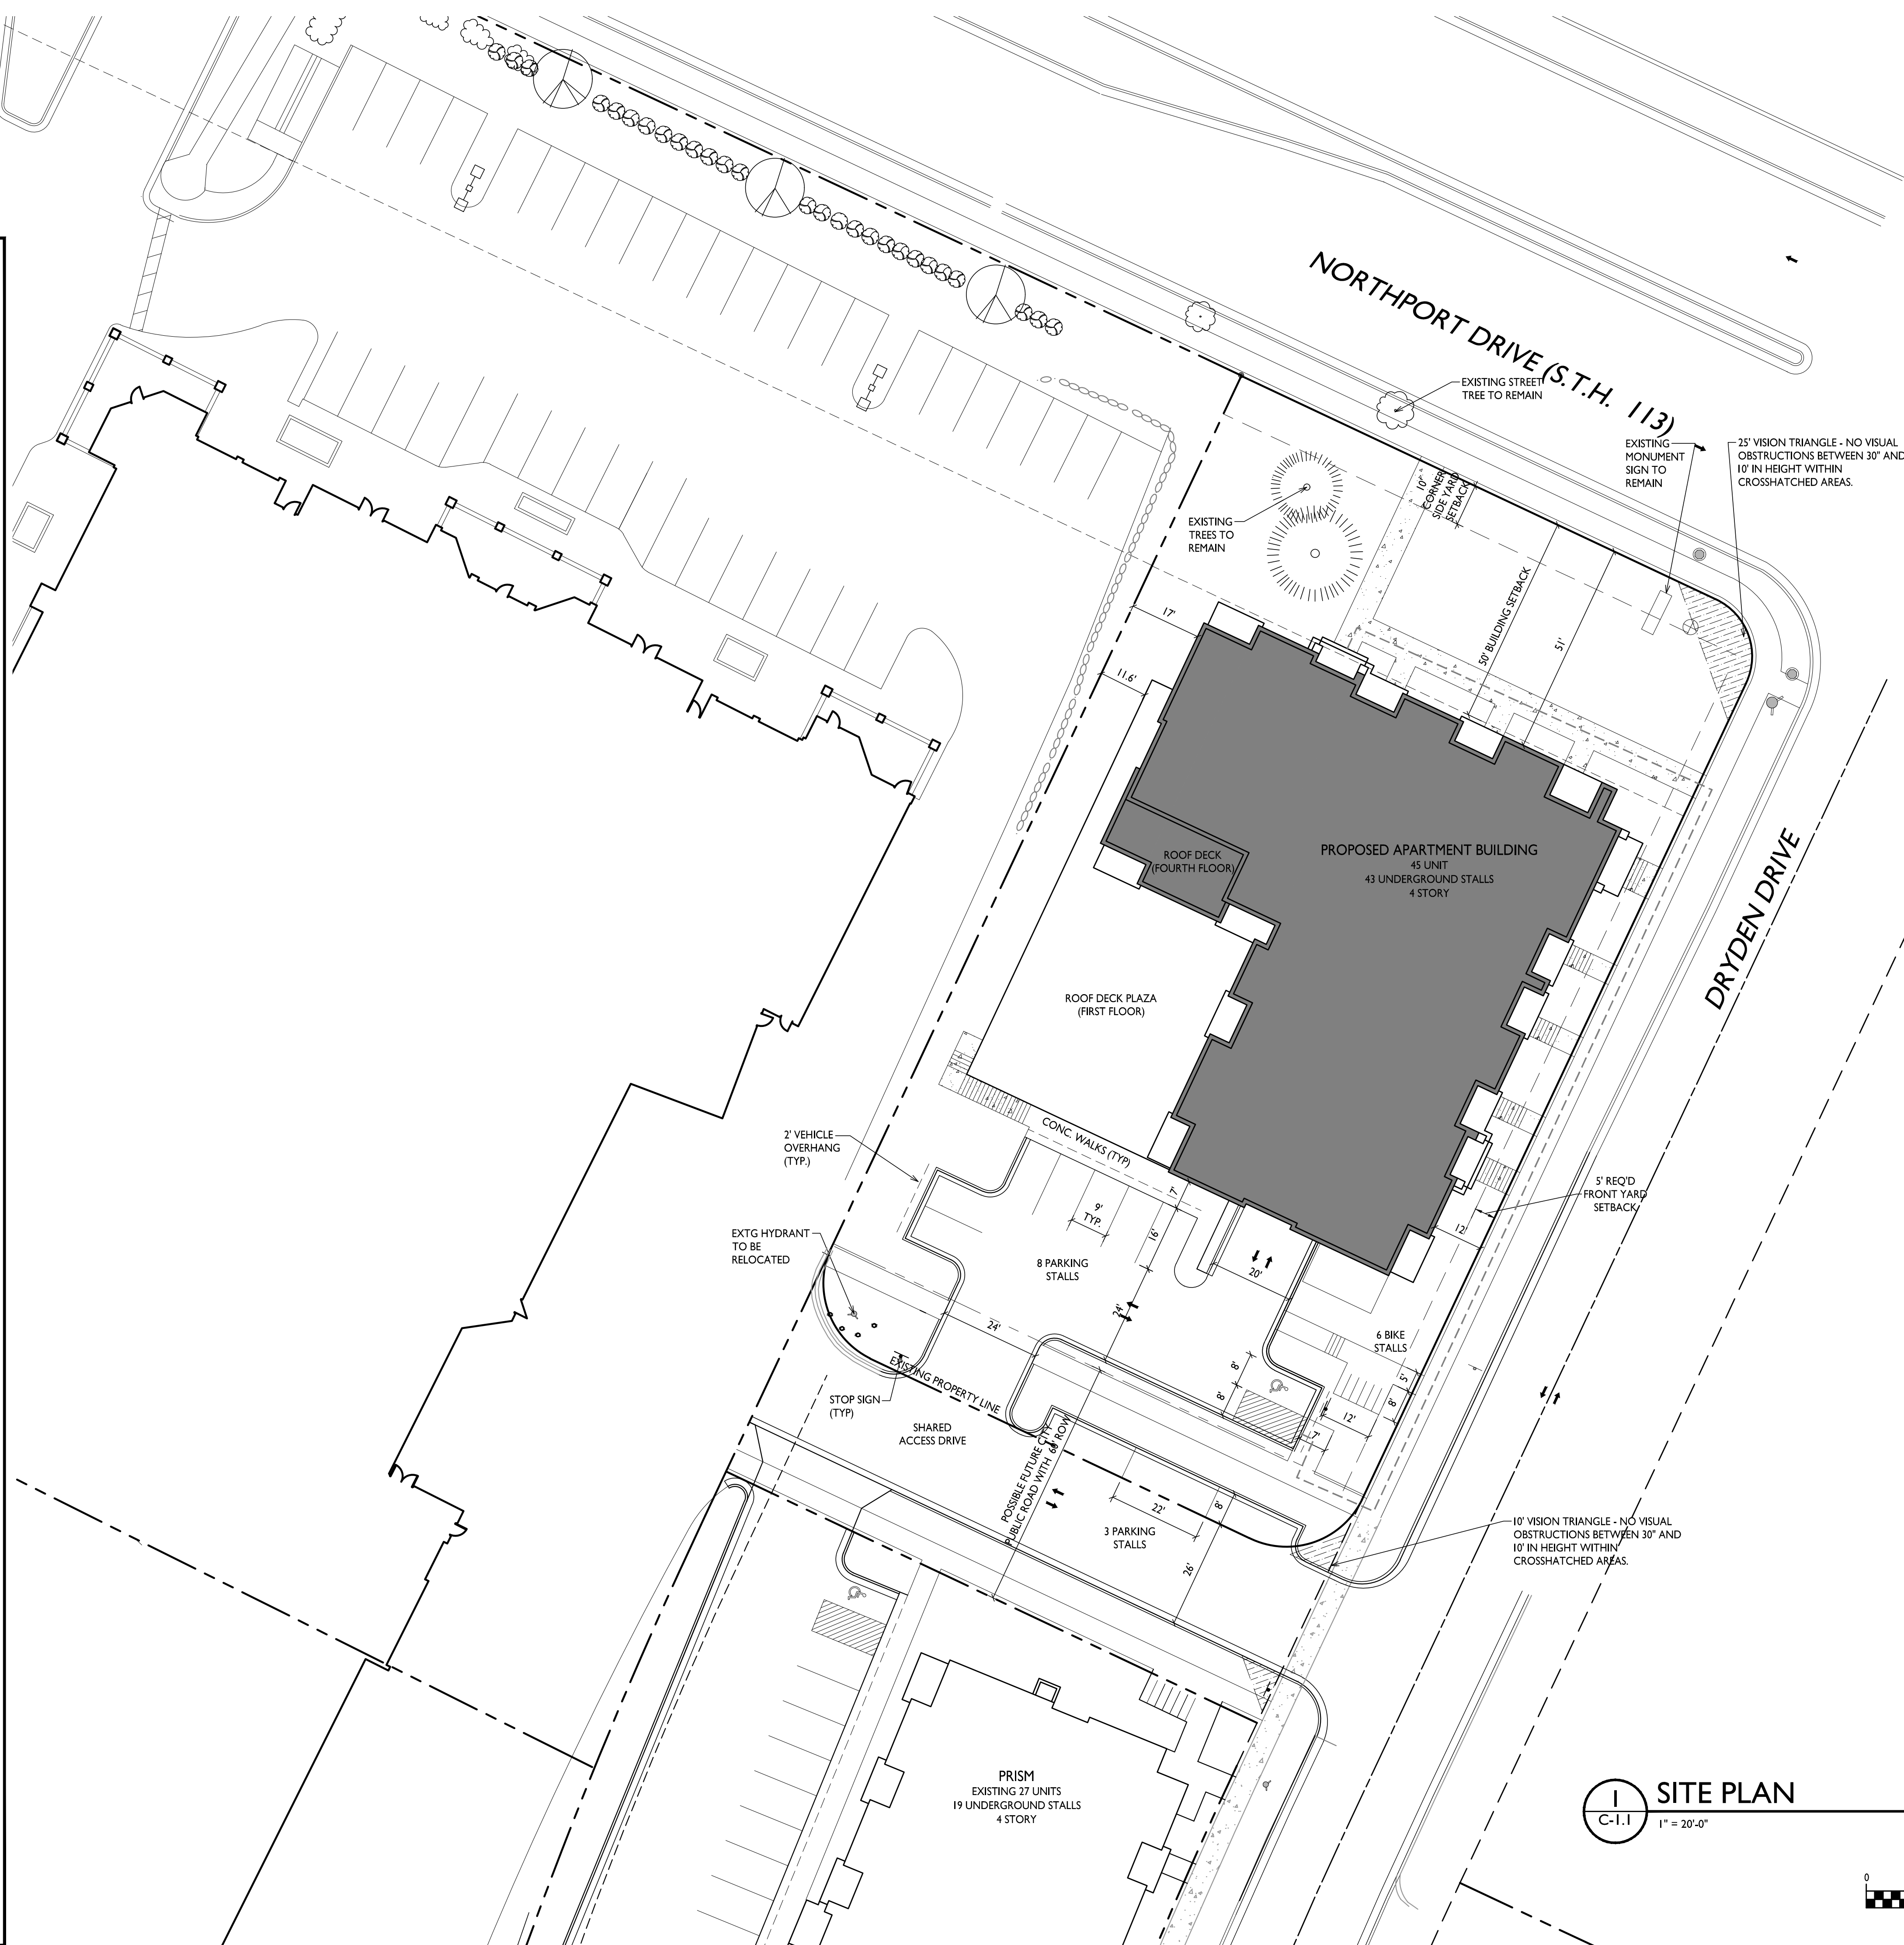 NORTHPORT DRIVE (S.T.H. 113)
EXISTING STREET
TREE TO REMAIN
EXISTING
MONUMENT
SIGN TO
REMAIN
25' VISION TRIANGLE - NO VISUAL
OBSTRUCTIONS BETWEEN 30" AND
10' IN HEIGHT WITHIN
CROSSHATCHED AREAS.
10'
CORNER
SIDE YARD
SETBACK
EXISTING
TREES TO
REMAIN
50' BUILDING SETBACK
51'
17'
11.6'
PROPOSED APARTMENT BUILDING
45 UNIT
43 UNDERGROUND STALLS
4 STORY
ROOF DECK
(FOURTH FLOOR)
DRYDEN DRIVE
ROOF DECK PLAZA
(FIRST FLOOR)
2' VEHICLE
OVERHANG
(TYP.)
CONC. WALKS (TYP)
7'
9'
TYP.
16'
5' REQ'D
FRONT YARD
SETBACK
12'
EXTG HYDRANT
TO BE
RELOCATED
8 PARKING
STALLS
20'
24'
24'
6 BIKE
STALLS
8'
8'
5'
8'
12'
7'
EXISTING PROPERTY LINE
STOP SIGN
(TYP)
SHARED
ACCESS DRIVE
POSSIBLE FUTURE CITY
PUBLIC ROAD WITH 60' ROW
22'
8'
3 PARKING
STALLS
26'
10' VISION TRIANGLE - NO VISUAL
OBSTRUCTIONS BETWEEN 30" AND
10' IN HEIGHT WITHIN
CROSSHATCHED AREAS.
PRISM
EXISTING 27 UNITS
19 UNDERGROUND STALLS
4 STORY
1
C-1.1
SITE PLAN
1" = 20'-0"
0